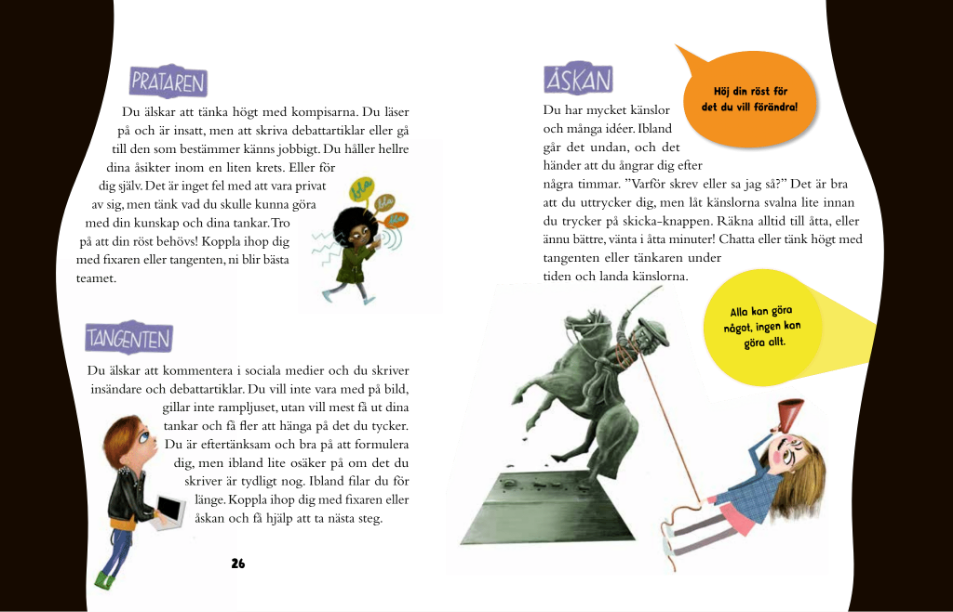 PRATAREN
Du älskar att tänka högt med kompisarna. Du läser
på och är insatt, men att skriva debattartiklar eller gå
till den som bestämmer känns jobbigt. Du håller hellre
dina åsikter inom en liten krets. Eller för
dig själv. Det är inget fel med att vara privat
av sig, men tänk vad du skulle kunna göra
med din kunskap och dina tankar. Tro
på att din röst behövs! Koppla ihop dig
med fixaren eller tangenten, ni blir bästa
teamet.
bla
bla
bla
TANGENTEN
Du älskar att kommentera i sociala medier och du skriver
insändare och debattartiklar. Du vill inte vara med på bild,
gillar inte rampljuset, utan vill mest få ut dina
tankar och få fler att hänga på det du tycker.
Du är eftertänksam och bra på att formulera
dig, men ibland lite osäker på om det du
skriver är tydligt nog. Ibland filar du för
länge. Koppla ihop dig med fixaren eller
åskan och få hjälp att ta nästa steg.
26
ÅSKAN
Du har mycket känslor
och många idéer. Ibland
går det undan, och det
händer att du ångrar dig efter
några timmar. ”Varför skrev eller sa jag så?” Det är bra
att du uttrycker dig, men låt känslorna svalna lite innan
du trycker på skicka-knappen. Räkna alltid till åtta, eller
ännu bättre, vänta i åtta minuter! Chatta eller tänk högt med
tangenten eller tänkaren under
tiden och landa känslorna.
Höj din röst för
det du vill förändra!
Alla kan göra
något, ingen kan
göra allt.